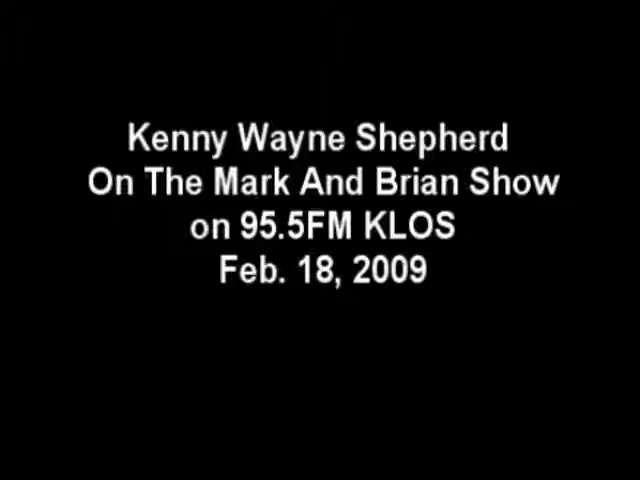 Kenny Wayne Shepherd
On The Mark And Brian Show
on 95.5FM KLOS
Feb. 18, 2009